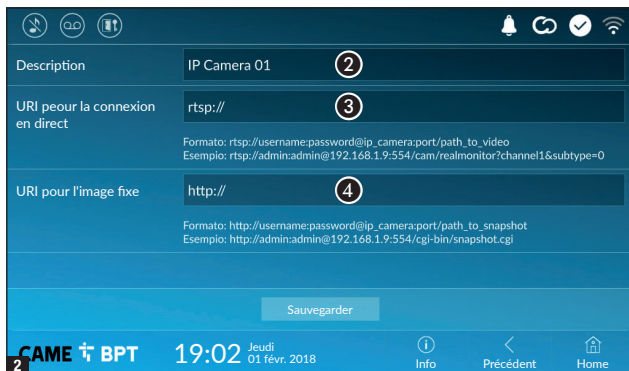 Description
IP Camera 01
2
URI peour la connexion
en direct
rtsp://
3
Formato: rtsp://username:password@ip_camera:port/path_to_video
Esempio: rtsp://admin:admin@192.168.1.9:554/cam/realmonitor?channel1&subtype=0
URI pour l'image fixe
http://
4
Formato: http://username:password@ip_camera:port/path_to_snapshot
Esempio: http://admin:admin@192.168.1.9:554/cgi-bin/snapshot.cgi
Sauvegarder
CAME BPT
19:02
Jeudi
01 févr. 2018
Info
Précédent
Home
2